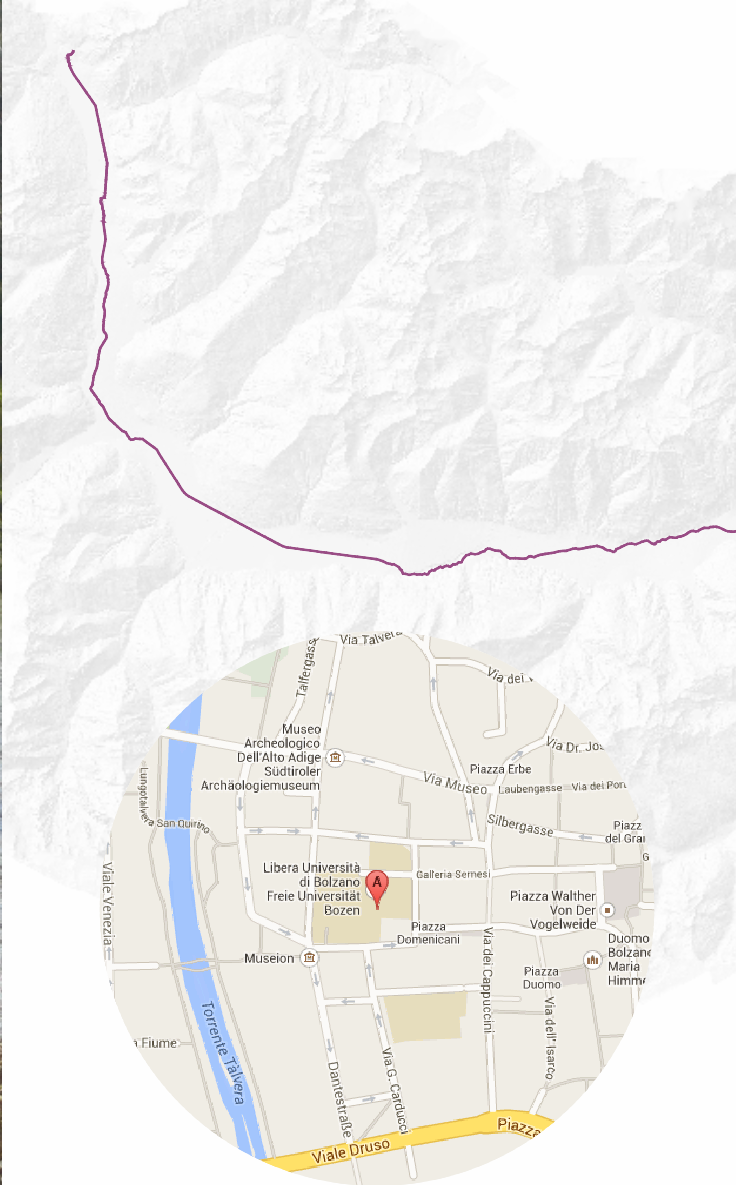 Via Talvera
Talfergasse
Via dei
Museo
Archeologico
Dell'Alto Adige
Südtiroler
Archäologiemuseum
Via Dr.
Piazza Erbe
Via Museo
Laubengasse
Via dei Por
Lungotalvera
San Quirino
Silbergasse
Piazz
del Gra
Viale Venezia
Libera Università
di Bolzano
Freie Universität
Bozen
A
Galleria Sernesi
Piazza Walther
Von Der
Vogelweide
Piazza
Domenicani
Via dei Cappuccini
Museion
Duomo
Bolzano
Maria
Himme
Piazza
Duomo
Via dell' Isarco
Torrente Tàlvera
Fiume
Via G. Carducci
Dantestraße
Viale Druso
Piazza